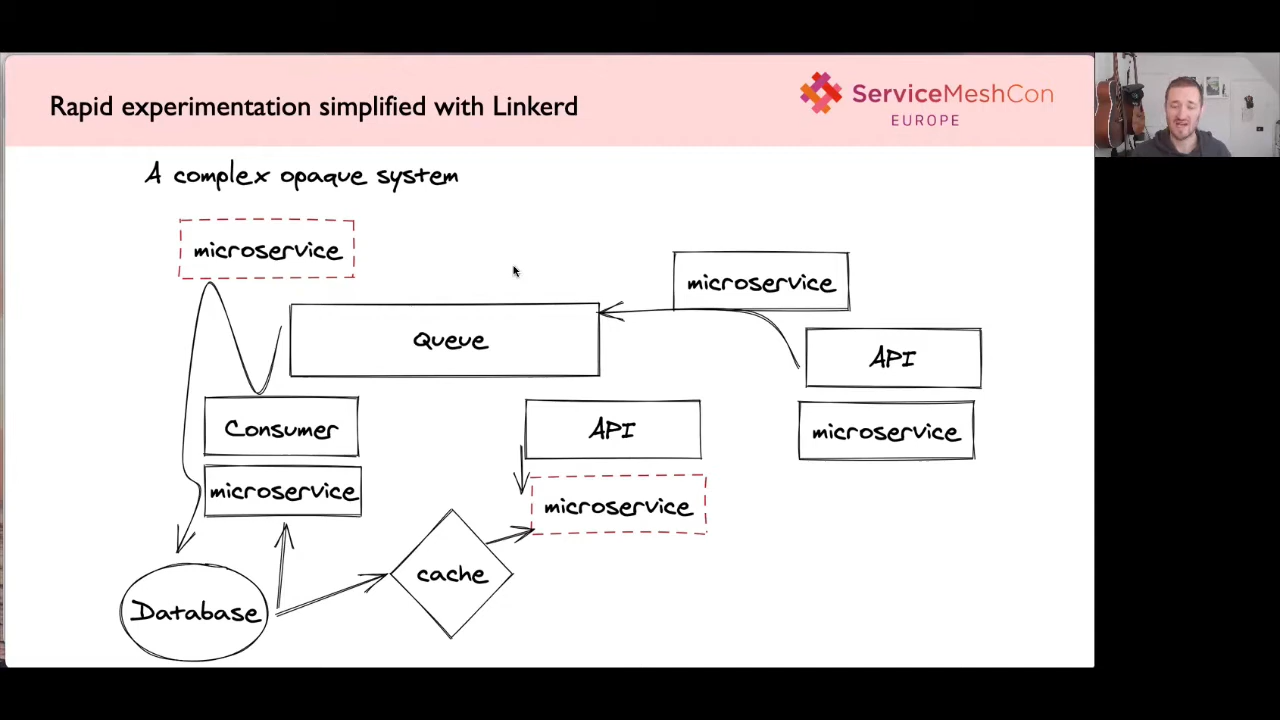 Rapid experimentation simplified with Linkerd
ServiceMeshCon
EUROPE
A complex opaque system
microservice
microservice
Queue
API
Consumer
API
microservice
microservice
microservice
cache
Database